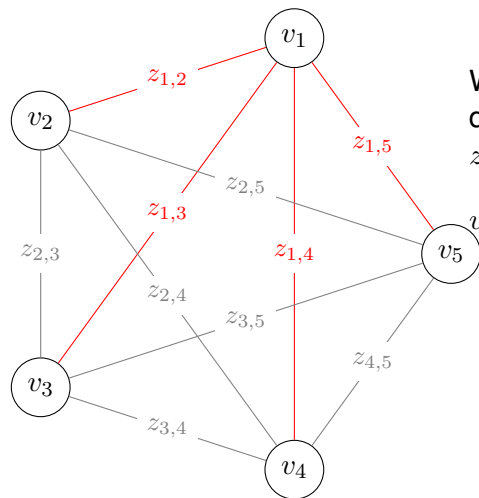 v₁
z₁,₂
v₂
z₁,₅
z₂,₅
z₁,₃
z₂,₃
z₁,₄
v₅
z₂,₄
z₃,₅
z₄,₅
v₃
z₃,₄
v₄
z